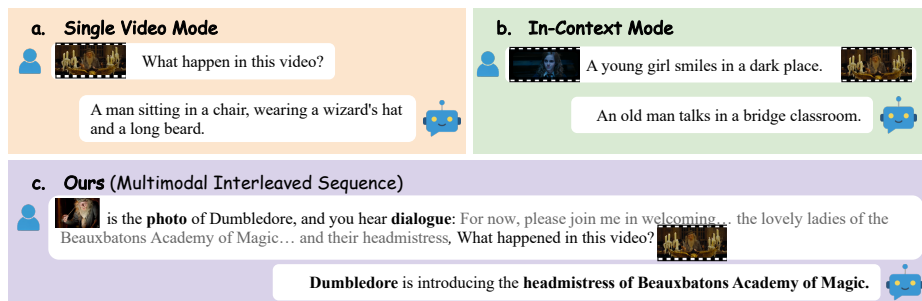 a. Single Video Mode
What happen in this video?
A man sitting in a chair, wearing a wizard's hat
and a long beard.
b. In-Context Mode
A young girl smiles in a dark place.
An old man talks in a bridge classroom.
c. Ours (Multimodal Interleaved Sequence)
is the photo of Dumbledore, and you hear dialogue: For now, please join me in welcoming… the lovely ladies of the
Beauxbatons Academy of Magic… and their headmistress, What happened in this video?
Dumbledore is introducing the headmistress of Beauxbatons Academy of Magic.